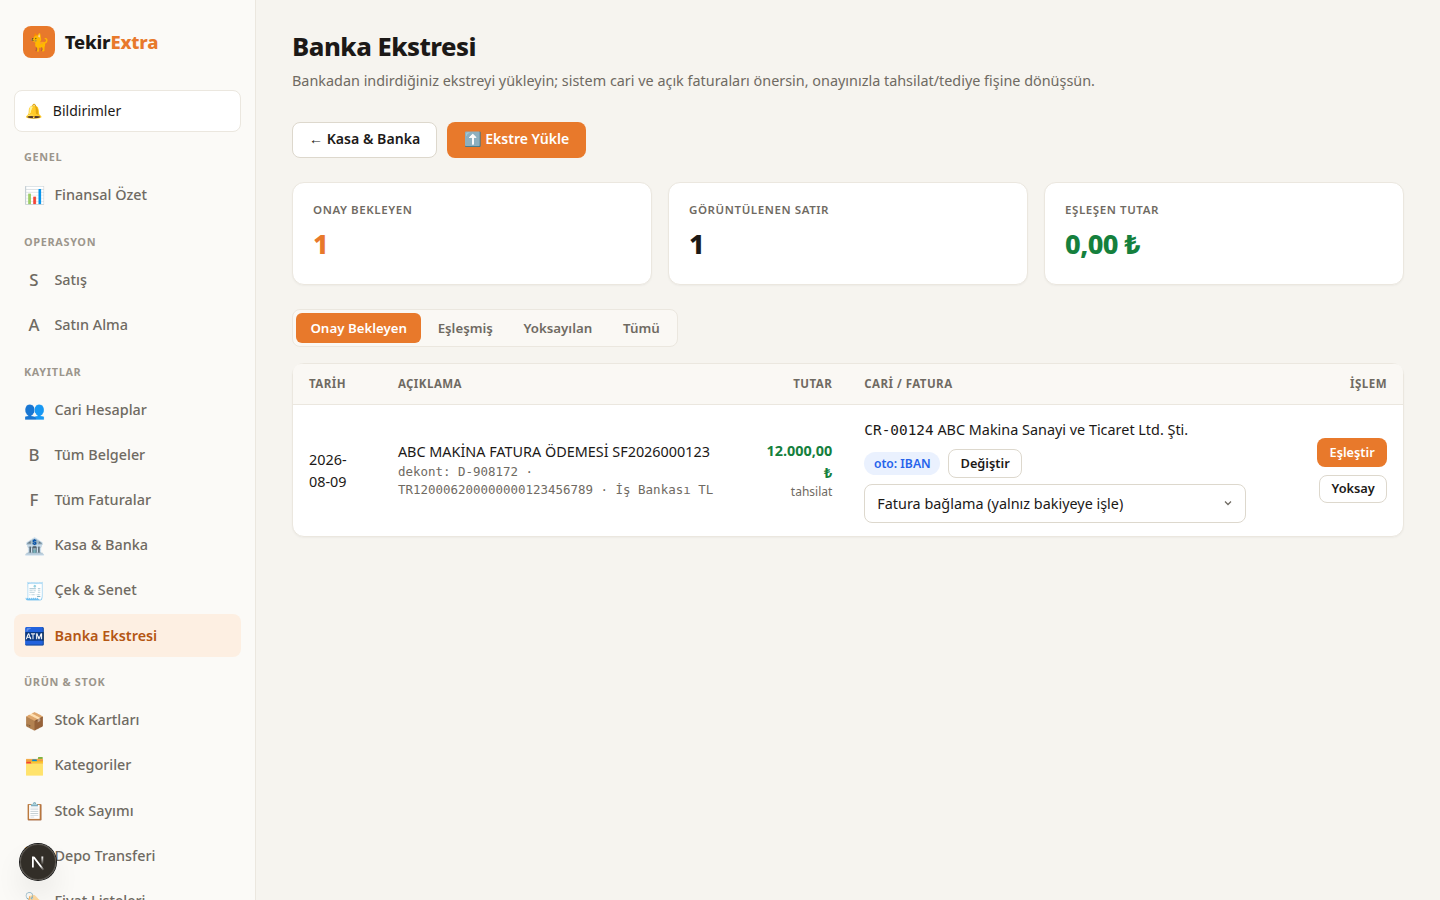 TekirExtra
Bildirimler
GENEL
Finansal Özet
OPERASYON
S Satış
A Satın Alma
KAYITLAR
Cari Hesaplar
B Tüm Belgeler
F Tüm Faturalar
Kasa & Banka
Çek & Senet
ATM Banka Ekstresi
ÜRÜN & STOK
Stok Kartları
Kategoriler
Stok Sayımı
N Depo Transferi
Fiyat Listeleri
Banka Ekstresi
Bankadan indirdiğiniz ekstreyi yükleyin; sistem cari ve açık faturaları önersin, onayınızla tahsilat/tediye fişine dönüşsün.
← Kasa & Banka
Ekstre Yükle
ONAY BEKLEYEN
1
GÖRÜNTÜLENEN SATIR
1
EŞLEŞEN TUTAR
0,00 ₺
Onay Bekleyen Eşleşmiş Yoksayılan Tümü
TARİH AÇIKLAMA TUTAR CARİ / FATURA İŞLEM
2026-
08-09
ABC MAKİNA FATURA ÖDEMESİ SF2026000123
dekont: D-908172 ·
TR120006200000000123456789 · İş Bankası TL
12.000,00
₺
tahsilat
CR-00124 ABC Makina Sanayi ve Ticaret Ltd. Şti.
oto: IBAN Değiştir
Fatura bağlama (yalnız bakiyeye işle)
Eşleştir
Yoksay